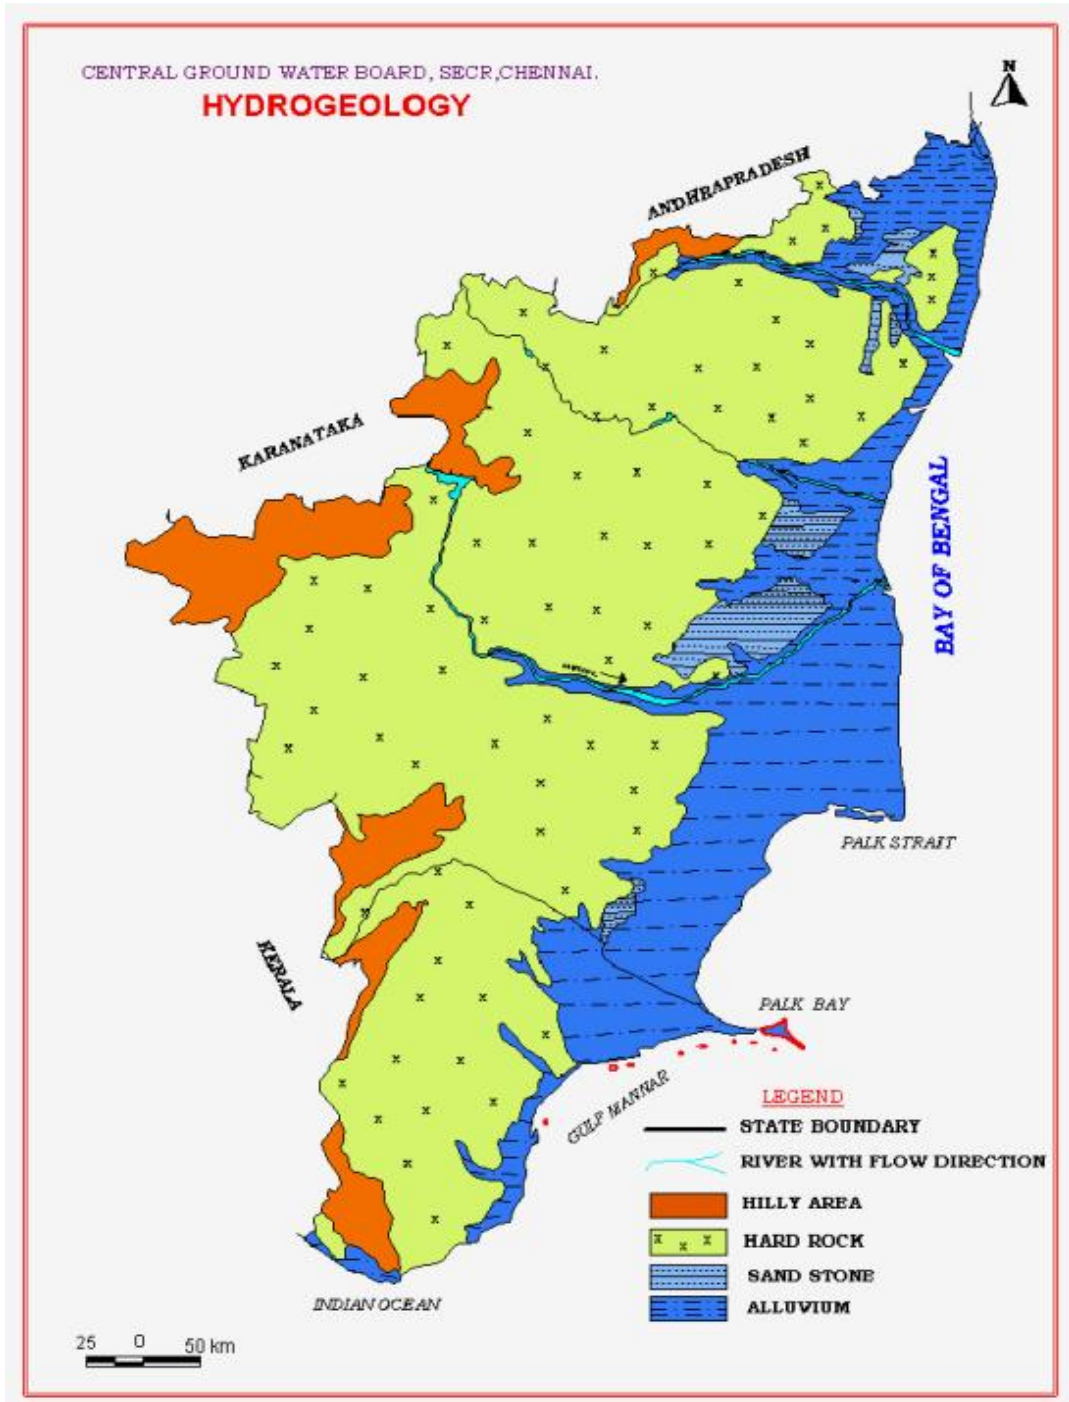 CENTRAL GROUND WATER BOARD, SECR,CHENNAI.
HYDROGEOLOGY
N
ANDHRAPRADESH
KARANATAKA
BAY OF BENGAL
PALK STRAIT
KERALA
PALK BAY
GULF MANNAR
LEGEND
STATE BOUNDARY
RIVER WITH FLOW DIRECTION
HILLY AREA
HARD ROCK
SAND STONE
ALLUVIUM
INDIAN OCEAN
25 0 50 km